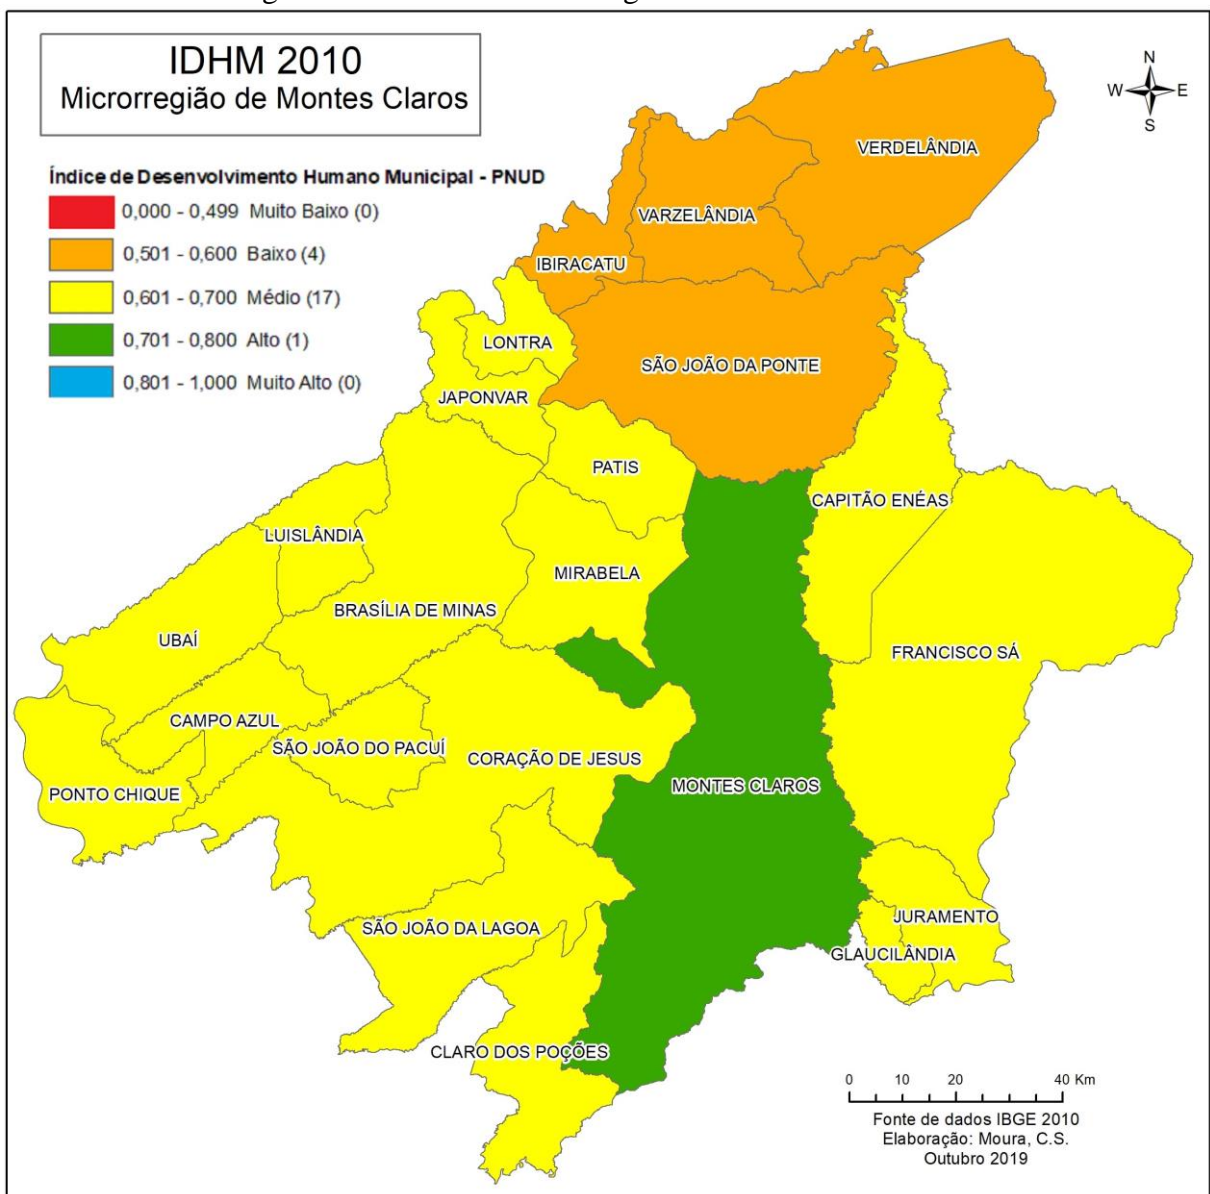 IDHM 2010
Microrregião de Montes Claros
N
W
E
S
Índice de Desenvolvimento Humano Municipal - PNUD
0,000 - 0,499 Muito Baixo (0)
0,501 - 0,600 Baixo (4)
0,601 - 0,700 Médio (17)
0,701 - 0,800 Alto (1)
0,801 - 1,000 Muito Alto (0)
VERDELÂNDIA
VARZELÂNDIA
IBIRACATU
LONTRA
SÃO JOÃO DA PONTE
JAPONVAR
PATIS
CAPITÃO ENÉAS
LUISLÂNDIA
MIRABELA
BRASÍLIA DE MINAS
UBAÍ
FRANCISCO SÁ
CAMPO AZUL
SÃO JOÃO DO PACUÍ
CORAÇÃO DE JESUS
MONTES CLAROS
PONTO CHIQUE
JURAMENTO
SÃO JOÃO DA LAGOA
GLAUCILÂNDIA
CLARO DOS POÇÕES
0 10 20 40 Km
Fonte de dados IBGE 2010
Elaboração: Moura, C.S.
Outubro 2019